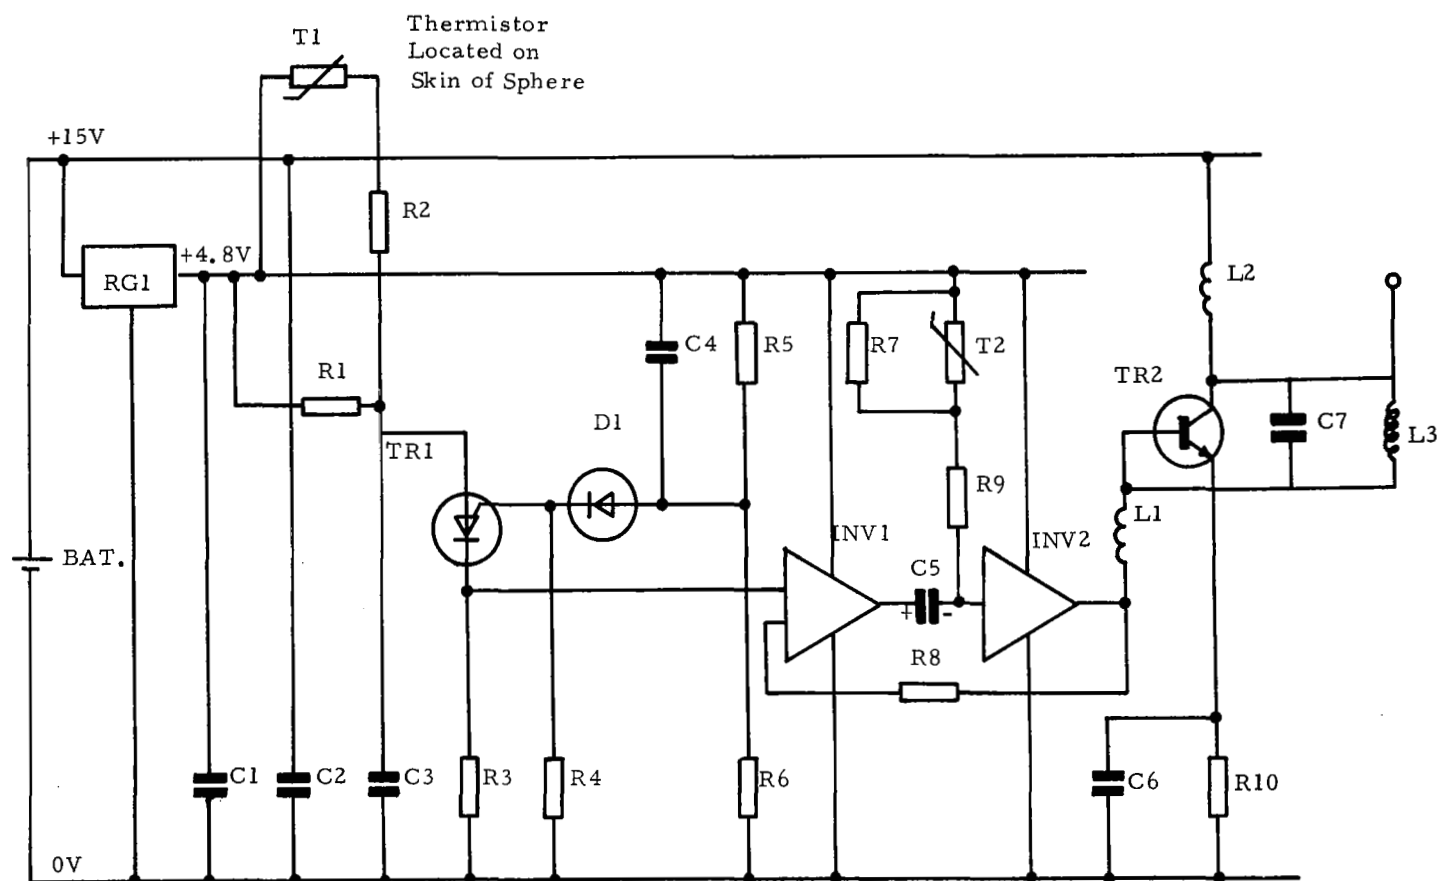 Thermistor
Located on
Skin of Sphere
T1
+15V
R2
+4.8V
RG1
L2
C4
R5
R7
T2
R1
TR2
D1
C7
L3
TR1
R9
L1
INV1
INV2
BAT.
C5
+
-
R8
C1
C2
C3
R3
R4
R6
C6
R10
0V